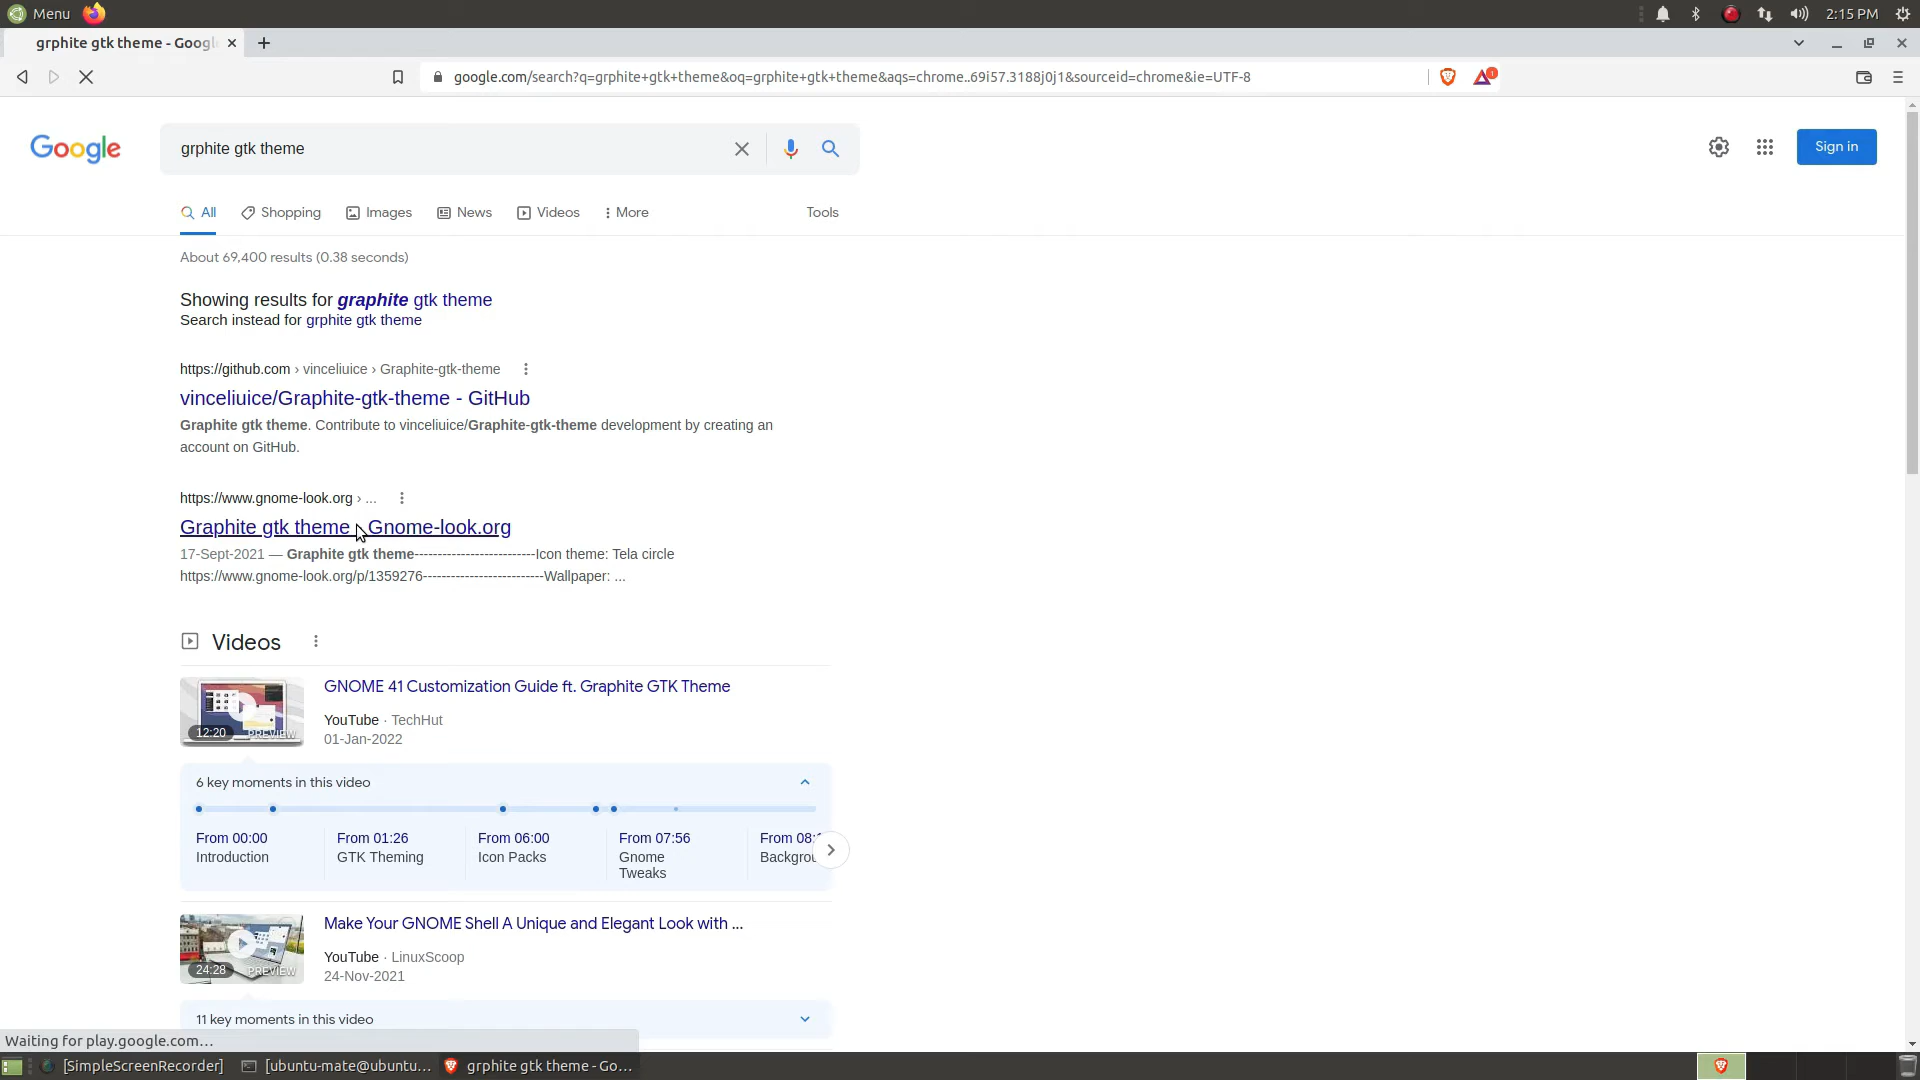 Menu
2:15 PM
grphite gtk theme - Googl
google.com/search?q=grphite+gtk+theme&oq=grphite+gtk+theme&aqs=chrome..69i57.3188j0j1&sourceid=chrome&ie=UTF-8
1
Google
grphite gtk theme
Sign in
All
Shopping
Images
News
Videos
More
Tools
About 69,400 results (0.38 seconds)
Showing results for graphite gtk theme
Search instead for grphite gtk theme
https://github.com › vinceliuice › Graphite-gtk-theme
vinceliuice/Graphite-gtk-theme - GitHub
Graphite gtk theme. Contribute to vinceliuice/Graphite-gtk-theme development by creating an
account on GitHub.
https://www.gnome-look.org › ...
Graphite gtk theme Gnome-look.org
17-Sept-2021 — Graphite gtk theme--------------------------Icon theme: Tela circle
https://www.gnome-look.org/p/1359276--------------------------Wallpaper: ...
Videos
12:20
PREVIEW
GNOME 41 Customization Guide ft. Graphite GTK Theme
YouTube · TechHut
01-Jan-2022
6 key moments in this video
From 00:00
Introduction
From 01:26
GTK Theming
From 06:00
Icon Packs
From 07:56
Gnome
Tweaks
From 08:
Backgrou
24:28
PREVIEW
Make Your GNOME Shell A Unique and Elegant Look with ...
YouTube · LinuxScoop
24-Nov-2021
11 key moments in this video
Waiting for play.google.com...
[SimpleScreenRecorder]
[ubuntu-mate@ubuntu...
grphite gtk theme - Go...